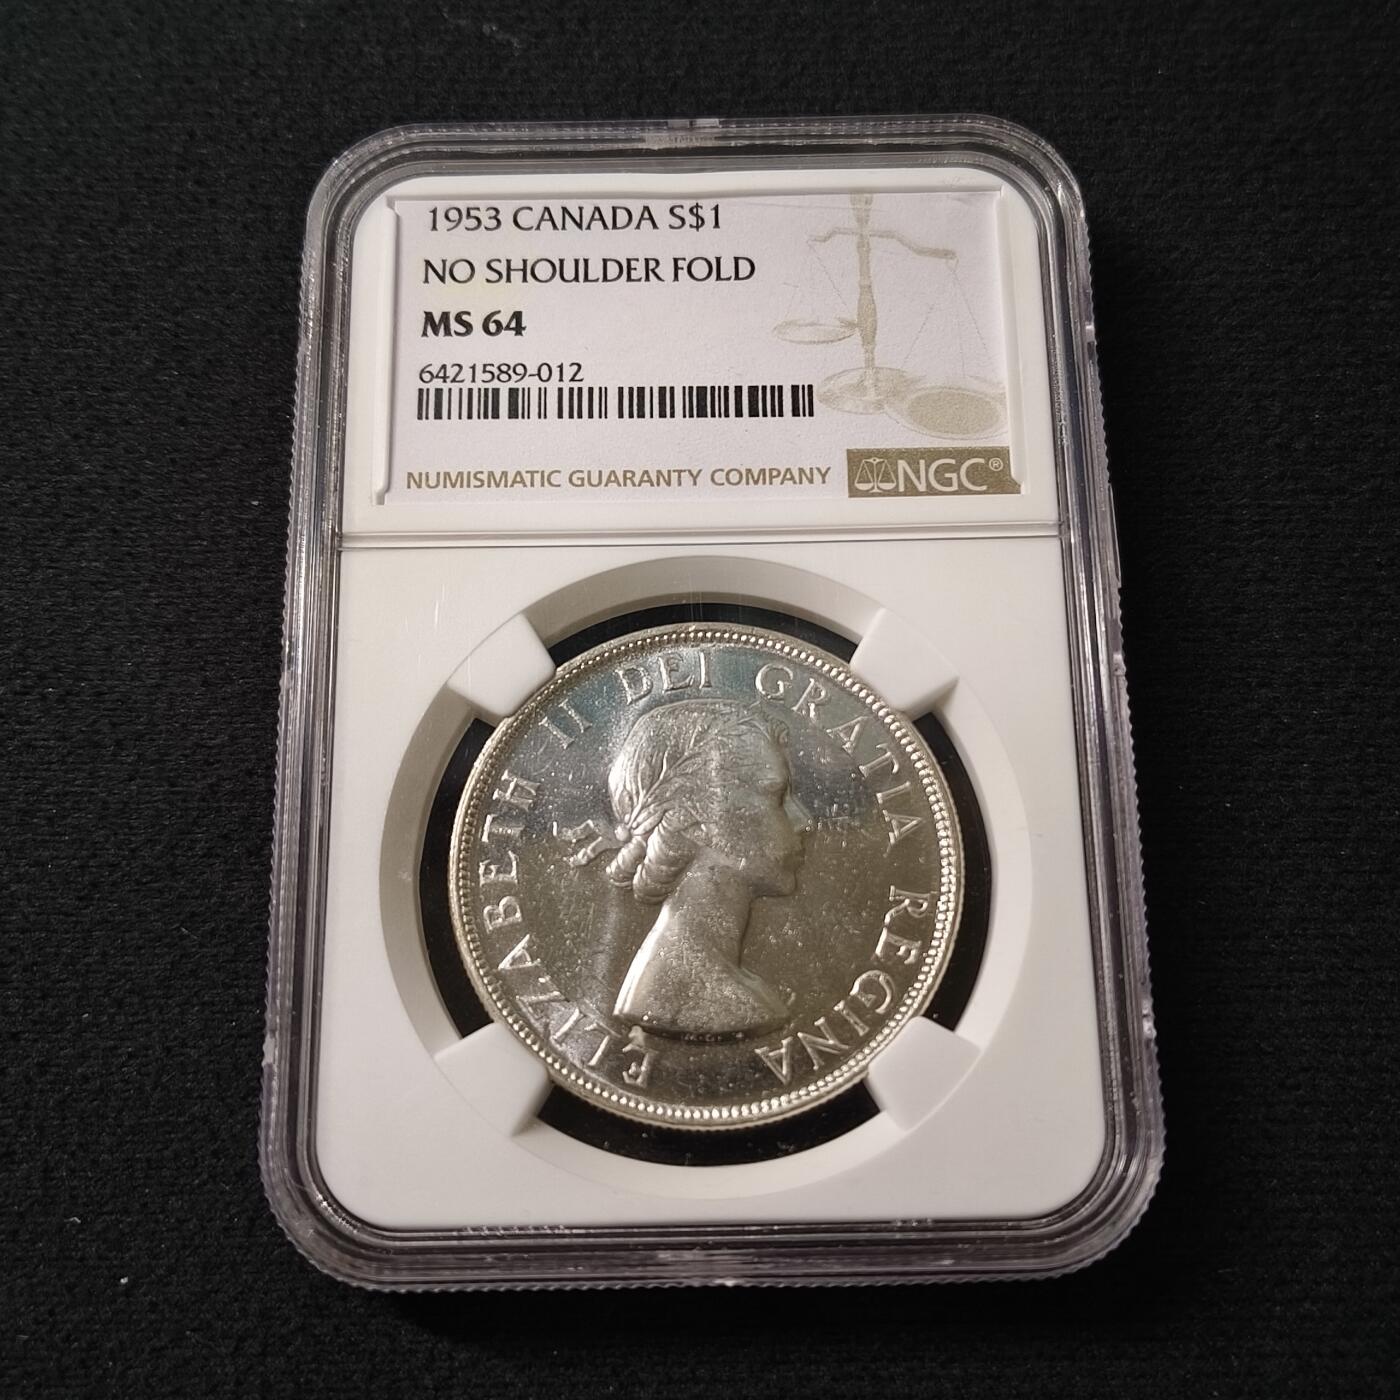 1953 CANADA S$1
NO SHOULDER FOLD
MS 64
6421589-012
NUMISMATIC GUARANTY COMPANY
NGC®
ELIZABETH II DEI GRATIA REGINA